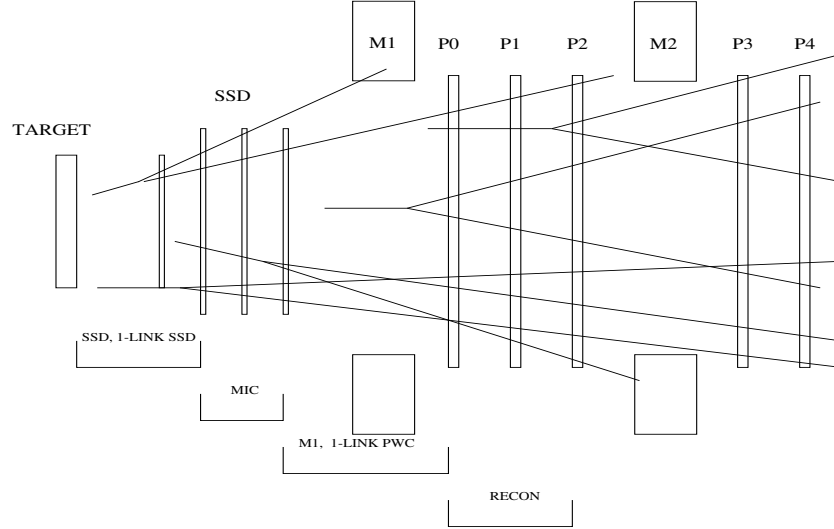 M1 P0 P1 P2 M2 P3 P4
SSD
TARGET
SSD, 1-LINK SSD
MIC
M1, 1-LINK PWC
RECON